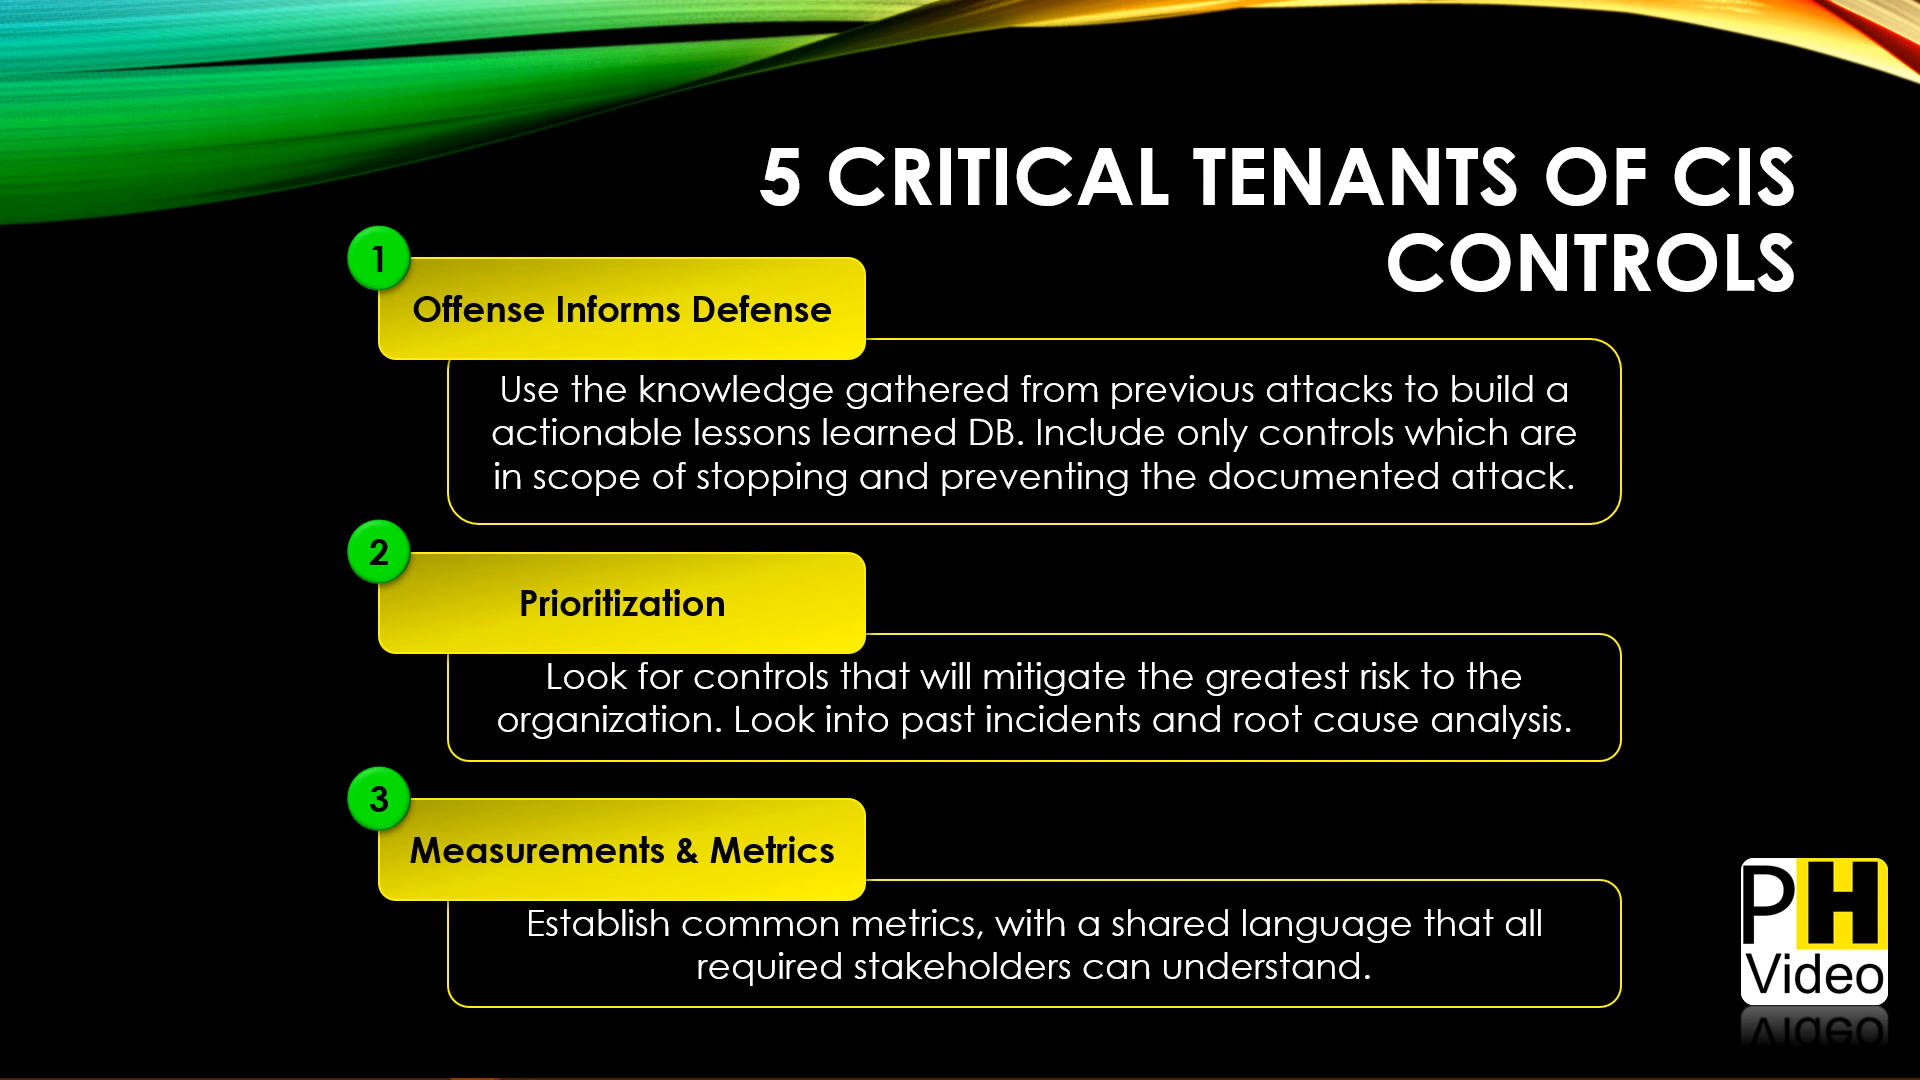 5 CRITICAL TENANTS OF CIS
CONTROLS
1
Offense Informs Defense
Use the knowledge gathered from previous attacks to build a
actionable lessons learned DB. Include only controls which are
in scope of stopping and preventing the documented attack.
2
Prioritization
Look for controls that will mitigate the greatest risk to the
organization. Look into past incidents and root cause analysis.
3
Measurements & Metrics
Establish common metrics, with a shared language that all
required stakeholders can understand.
PH
Video